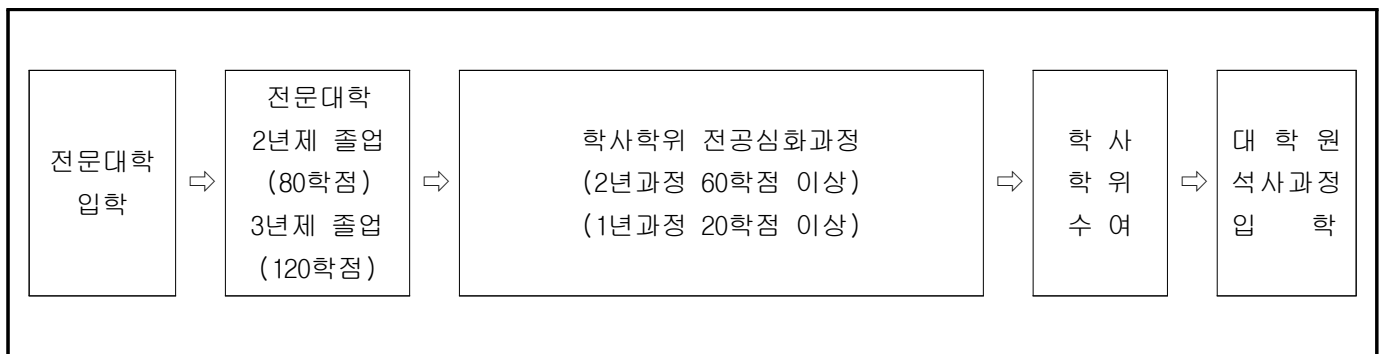 전문대학
입학
⇨
전문대학
2년제 졸업
(80학점)
3년제 졸업
(120학점)
⇨
학사학위 전공심화과정
(2년과정 60학점 이상)
(1년과정 20학점 이상)
⇨
학 사
학 위
수 여
⇨
대 학 원
석사과정
입 학